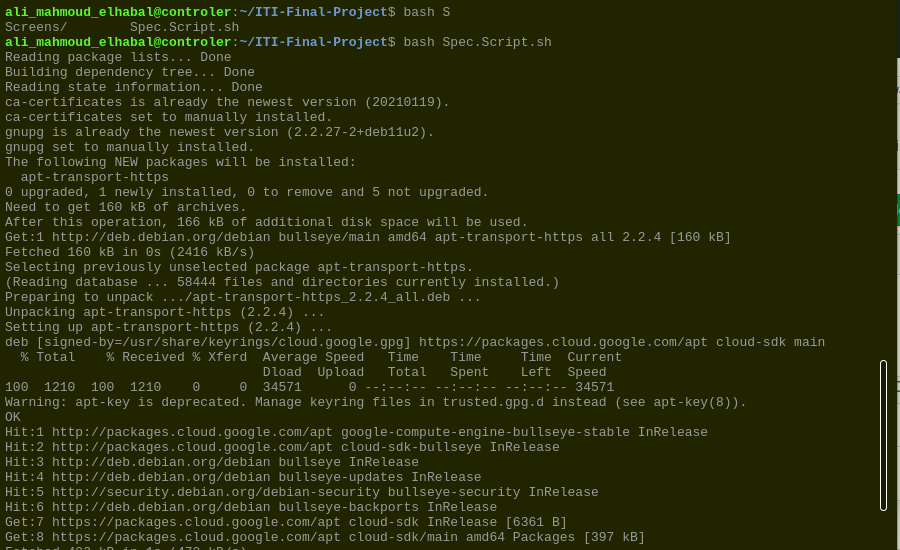 ali_mahmoud_elhabal@controler:~/ITI-Final-Project$ bash S
Screens/        Spec.Script.sh
ali_mahmoud_elhabal@controler:~/ITI-Final-Project$ bash Spec.Script.sh
Reading package lists... Done
Building dependency tree... Done
Reading state information... Done
ca-certificates is already the newest version (20210119).
ca-certificates set to manually installed.
gnupg is already the newest version (2.2.27-2+deb11u2).
gnupg set to manually installed.
The following NEW packages will be installed:
  apt-transport-https
0 upgraded, 1 newly installed, 0 to remove and 5 not upgraded.
Need to get 160 kB of archives.
After this operation, 166 kB of additional disk space will be used.
Get:1 http://deb.debian.org/debian bullseye/main amd64 apt-transport-https all 2.2.4 [160 kB]
Fetched 160 kB in 0s (2416 kB/s)
Selecting previously unselected package apt-transport-https.
(Reading database ... 58444 files and directories currently installed.)
Preparing to unpack .../apt-transport-https_2.2.4_all.deb ...
Unpacking apt-transport-https (2.2.4) ...
Setting up apt-transport-https (2.2.4) ...
deb [signed-by=/usr/share/keyrings/cloud.google.gpg] https://packages.cloud.google.com/apt cloud-sdk main
  % Total    % Received % Xferd  Average Speed   Time    Time     Time  Current
                                 Dload  Upload   Total   Spent    Left  Speed
100  1210  100  1210    0     0  34571      0 --:--:-- --:--:-- --:--:-- 34571
Warning: apt-key is deprecated. Manage keyring files in trusted.gpg.d instead (see apt-key(8)).
OK
Hit:1 http://packages.cloud.google.com/apt google-compute-engine-bullseye-stable InRelease
Hit:2 http://packages.cloud.google.com/apt cloud-sdk-bullseye InRelease
Hit:3 http://deb.debian.org/debian bullseye InRelease
Hit:4 http://deb.debian.org/debian bullseye-updates InRelease
Hit:5 http://security.debian.org/debian-security bullseye-security InRelease
Hit:6 http://deb.debian.org/debian bullseye-backports InRelease
Get:7 https://packages.cloud.google.com/apt cloud-sdk InRelease [6361 B]
Get:8 https://packages.cloud.google.com/apt cloud-sdk/main amd64 Packages [397 kB]